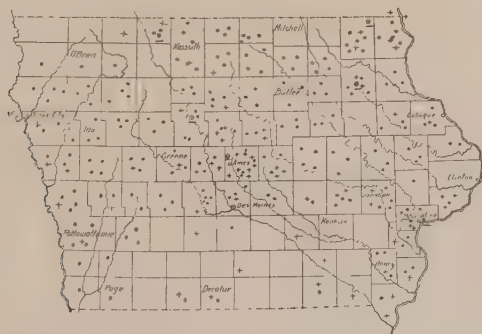 Mitchell
Kossuth
O'Brien
Butler
Dubuque
Ida
Greene
Ames
Clinton
Des Moines
Pottawattamie
Henry
Page
Decatur